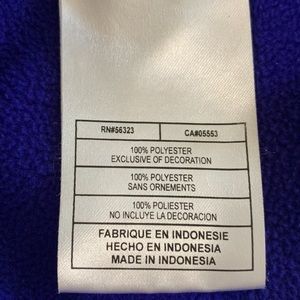 RN#56323 CA#05553
100% POLYESTER
EXCLUSIVE OF DECORATION
100% POLYESTER
SANS ORNEMENTS
100% POLIESTER
NO INCLUYE LA DECORACION
FABRIQUE EN INDONESIE
HECHO EN INDONESIA
MADE IN INDONESIA